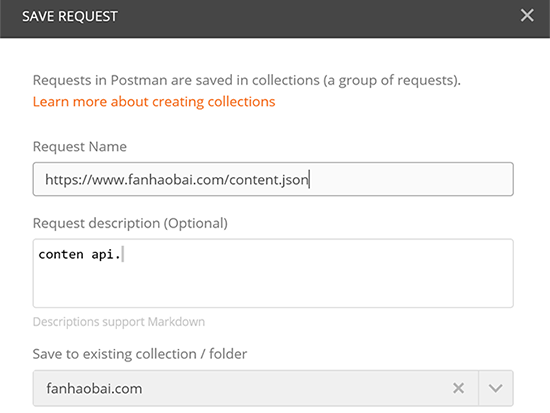 SAVE REQUEST
Requests in Postman are saved in collections (a group of requests).
Learn more about creating collections
Request Name
https://www.fanhaobai.com/content.json
Request description (Optional)
conten api.
Descriptions support Markdown
Save to existing collection / folder
fanhaobai.com